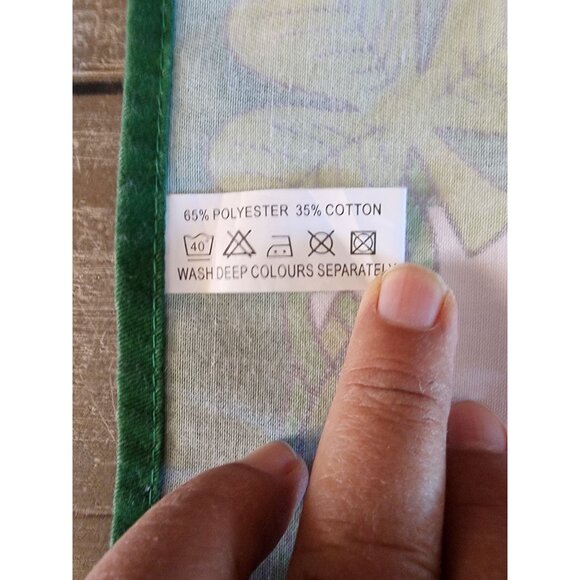 65% POLYESTER 35% COTTON
40
WASH DEEP COLOURS SEPARATELY